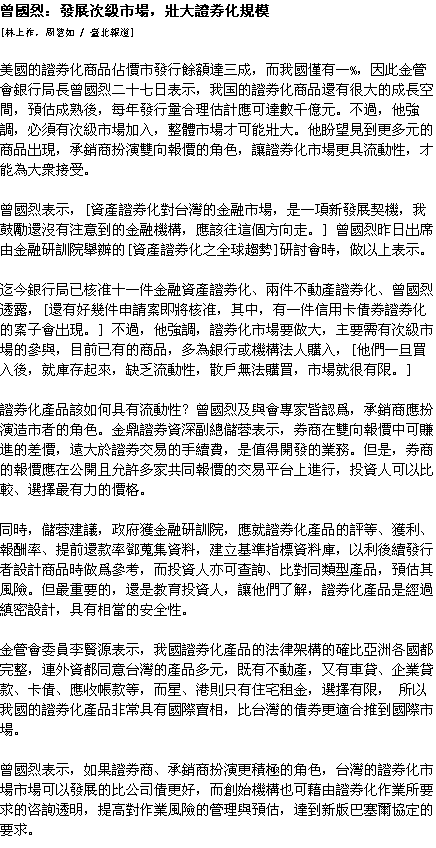 曾國烈：發展次級市場，壯大證券化規模
[林上祚，周慧如 / 臺北報道]
美國的證券化商品佔債市發行餘額達三成，而我國僅有一%，因此金管
會銀行局長曾國烈二十七日表示，我国的證券化商品還有很大的成長空
間，預估成熟後，每年發行量合理估計應可達數千億元。不過，他強
調，必須有次級市場加入，整體市場才可能壯大。他盼望見到更多元的
商品出現，承銷商扮演雙向報價的角色，讓證券化市場更具流動性，才
能為大衆接受。
曾國烈表示，[資產證券化對台灣的金融市場，是一項新發展契機，我
鼓勵還沒有注意到的金融機構，應該往這個方向走。] 曾國烈昨日出席
由金融研訓院舉辦的[資產證券化之全球趨勢]研討會時，做以上表示。
迄今銀行局已核准十一件金融資產證券化、兩件不動產證券化、曾國烈
透露，[還有好幾件申請案即將核准，其中，有一件信用卡債券證券化
的案子會出現。] 不過，他強調，證券化市場要做大，主要需有次級市
場的參與，目前已有的商品，多為銀行或機構法人購入，[他們一旦買
入後，就庫存起來，缺乏流動性，散戶無法購買，市場就很有限。]
證券化產品該如何具有流動性？曾國烈及與會專家皆認爲，承銷商應扮
演造市者的角色。金鼎證券資深副總儲蓉表示，券商在雙向報價中可賺
進的差價，遠大於證券交易的手續費，是值得開發的業務。但是，券商
的報價應在公開且允許多家共同報價的交易平台上進行，投資人可以比
較、選擇最有力的價格。
同時，儲蓉建議，政府獲金融研訓院，應就證券化產品的評等、獲利、
報酬率、提前還款率鄧蒐集資料，建立基準指標資料庫，以利後續發行
者設計商品時做爲參考，而投資人亦可查詢、比對同類型產品，預估其
風險。但最重要的，還是教育投資人，讓他們了解，證券化產品是經過
縝密設計，具有相當的安全性。
金管會委員李賢源表示，我國證券化產品的法律架構的確比亞洲各國都
完整，連外資都同意台灣的產品多元，既有不動產，又有車貸、企業貸
款、卡債、應收帳款等，而星、港則只有住宅租金，選擇有限， 所以
我國的證券化產品非常具有國際賣相，比台灣的債券更適合推到國際市
場。
曾國烈表示，如果證券商、承銷商扮演更積極的角色，台灣的證券化市
場市場可以發展的比公司債更好，而創始機構也可藉由證券化作業所要
求的咨詢透明，提高對作業風險的管理與預估，達到新版巴塞爾協定的
要求。